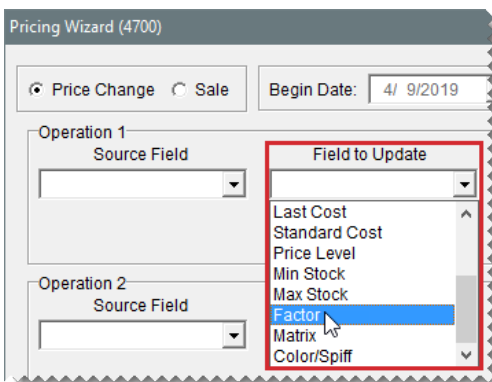 Pricing Wizard (4700)
Price Change Sale Begin Date: 4/ 9/2019
Operation 1
Source Field Field to Update
Last Cost
Standard Cost
Price Level
Min Stock
Max Stock
Factor
Matrix
Color/Spiff
Operation 2
Source Field